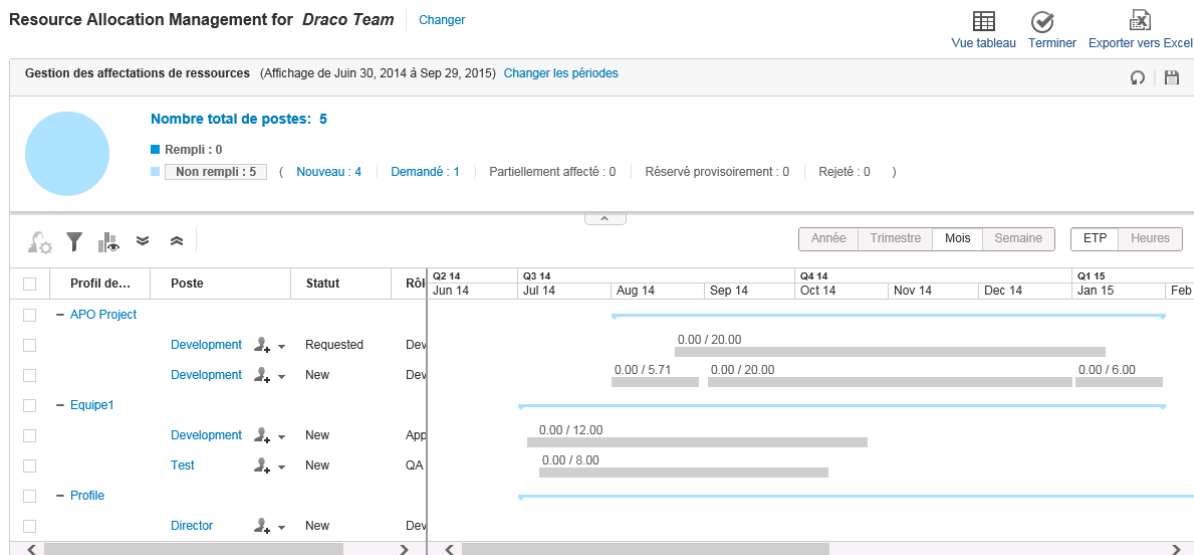 Resource Allocation Management for Draco Team Changer
Vue tableau Terminer Exporter vers Excel
Gestion des affectations de ressources (Affichage de Juin 30, 2014 à Sep 29, 2015) Changer les périodes
Nombre total de postes: 5
Rempli : 0
Non rempli : 5 ( Nouveau : 4 Demandé : 1 Partiellement affecté : 0 Réservé provisoirement : 0 Rejeté : 0 )
Année Trimestre Mois Semaine ETP Heures
Profil de... Poste Statut Rôl
Q2 14 Q3 14 Q4 14 Q1 15
Jun 14 Jul 14 Aug 14 Sep 14 Oct 14 Nov 14 Dec 14 Jan 15 Feb
APO Project
Development Requested Dev 0.00 / 20.00
Development New Dev 0.00 / 5.71 0.00 / 20.00 0.00 / 6.00
Equipe1
Development New App 0.00 / 12.00
Test New QA 0.00 / 8.00
Profile
Director New Dev